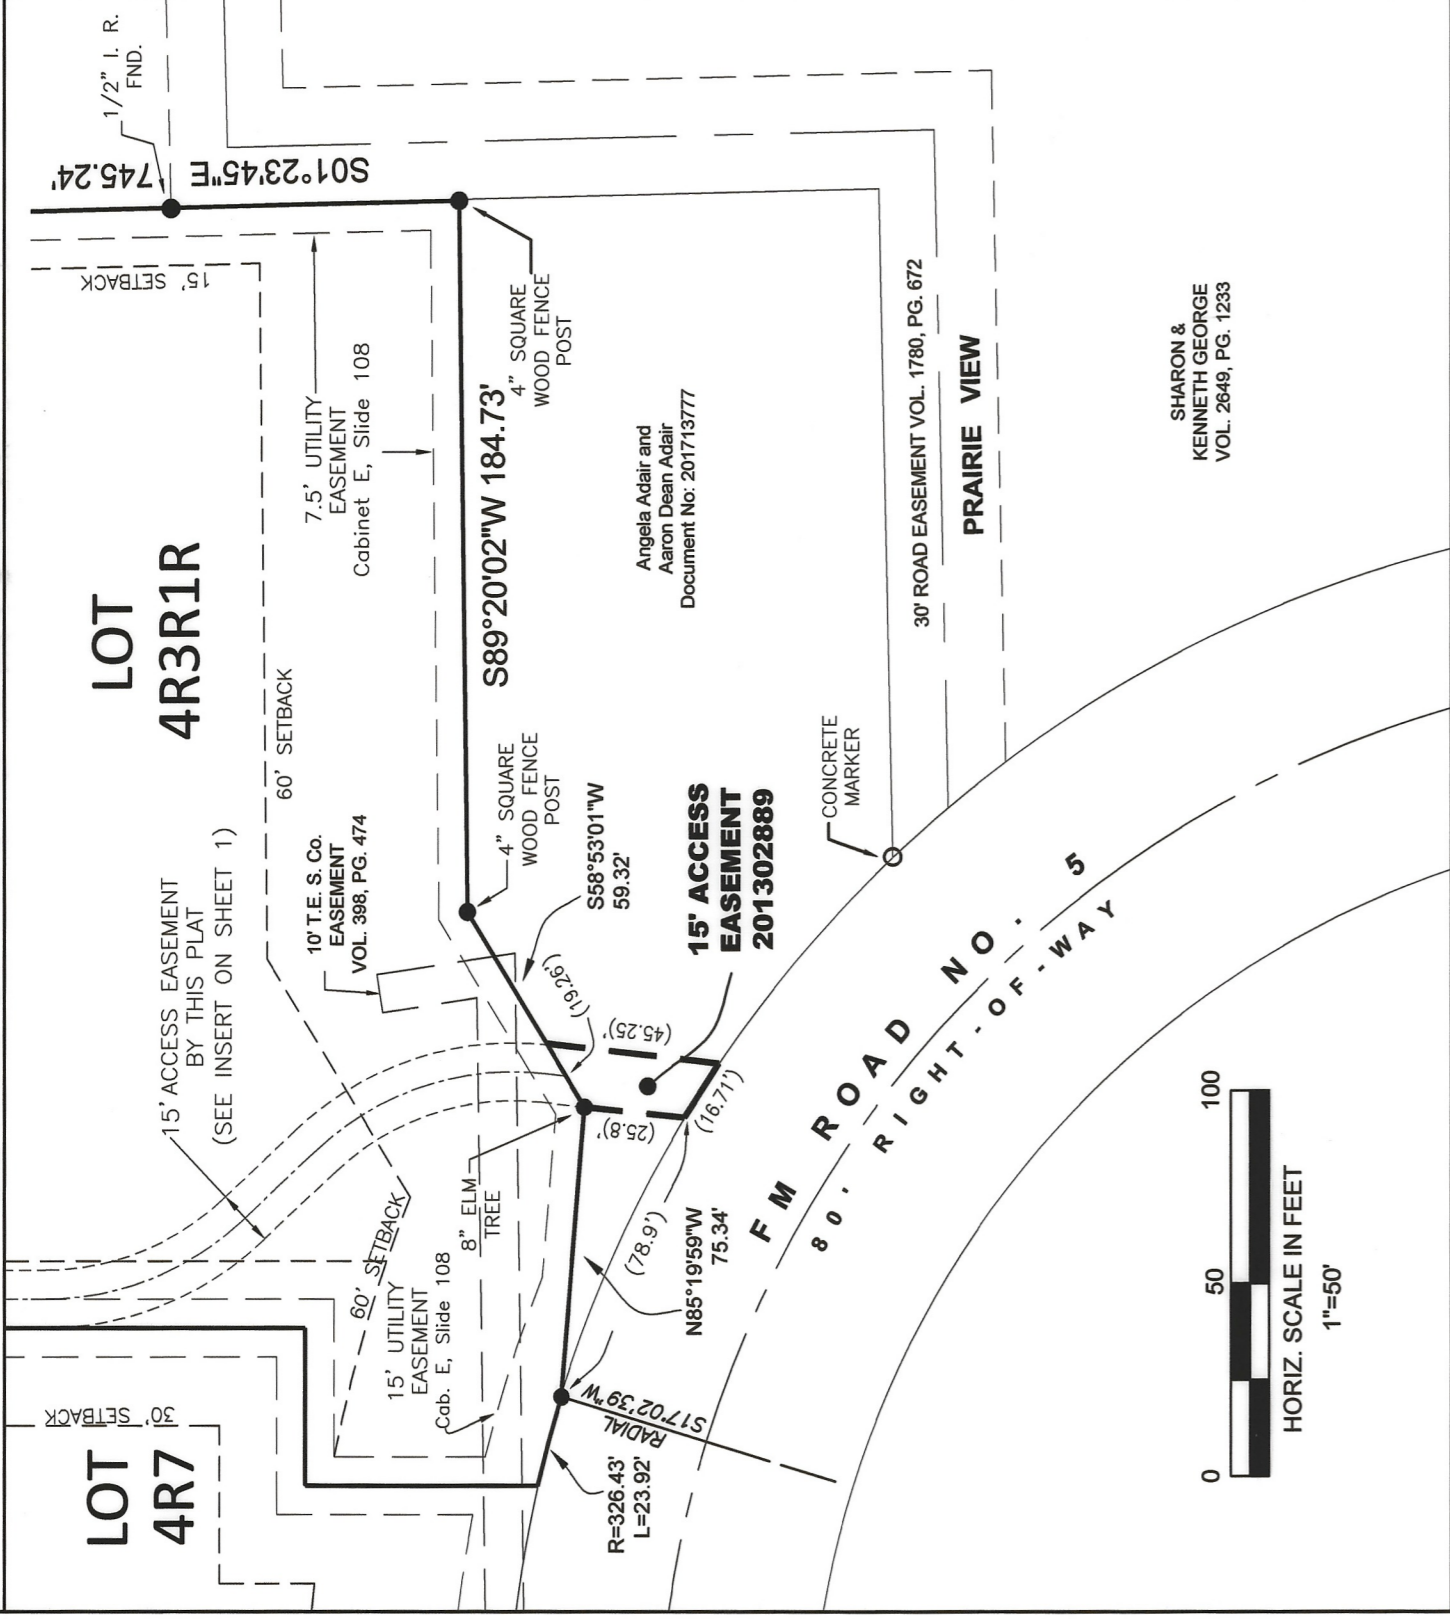 1/2" I. R.
FND.
745.24'
S01°23'45"E
15' SETBACK
LOT
4R3R1R
7.5' UTILITY
EASEMENT
Cabinet E, Slide 108
60' SETBACK
4" SQUARE
WOOD FENCE
POST
S89°20'02"W 184.73'
Angela Adair and
Aaron Dean Adair
Document No: 201713777
30' ROAD EASEMENT VOL. 1780, PG. 672
PRAIRIE VIEW
SHARON &
KENNETH GEORGE
VOL. 2649, PG. 1233
15' ACCESS EASEMENT
BY THIS PLAT
(SEE INSERT ON SHEET 1)
10' T.E. S. Co.
EASEMENT
VOL. 398, PG. 474
4" SQUARE
WOOD FENCE
POST
S58°53'01"W
59.32'
(19.26')
15' ACCESS
EASEMENT
201302889
(45.25)'
(25.8)'
(16.71')
CONCRETE
MARKER
FM ROAD NO. 5
80' RIGHT-OF-WAY
60' SETBACK
15' UTILITY
EASEMENT
Cab. E, Slide 108
8" ELM
TREE
(78.9')
N85°19'59"W
75.34'
30' SETBACK
LOT
4R7
RADIAL
S17°02'39"W
R=326.43'
L=23.92'
0 50 100
HORIZ. SCALE IN FEET
1"=50'